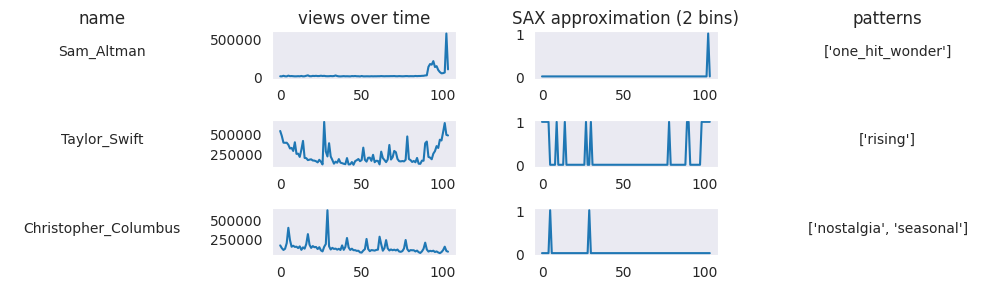 name views over time SAX approximation (2 bins) patterns
Sam_Altman 500000 0 1 0 ['one_hit_wonder']
0 50 100 0 50 100
Taylor_Swift 500000 250000 1 0 ['rising']
0 50 100 0 50 100
Christopher_Columbus 500000 250000 1 0 ['nostalgia', 'seasonal']
0 50 100 0 50 100